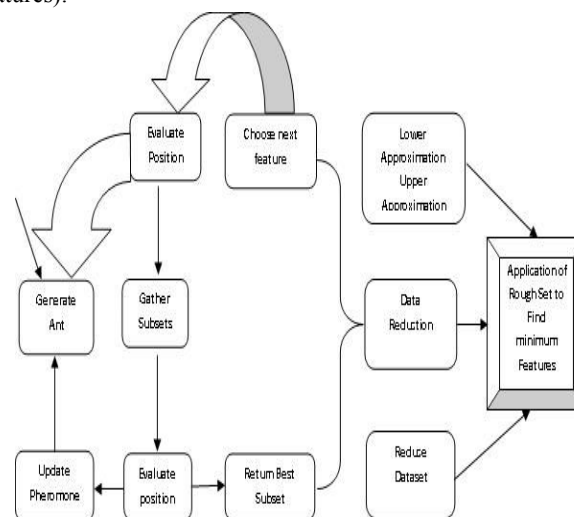 atures).
Evaluate
Position
Choose next
feature
Lower
Approximation
Upper
Approximation
Generate
Ant
Gather
Subsets
Data
Reduction
Application of
Rough Set to
Find
minimum
Features
Update
Pheromone
Evaluate
position
Return Best
Subset
Reduce
Dataset